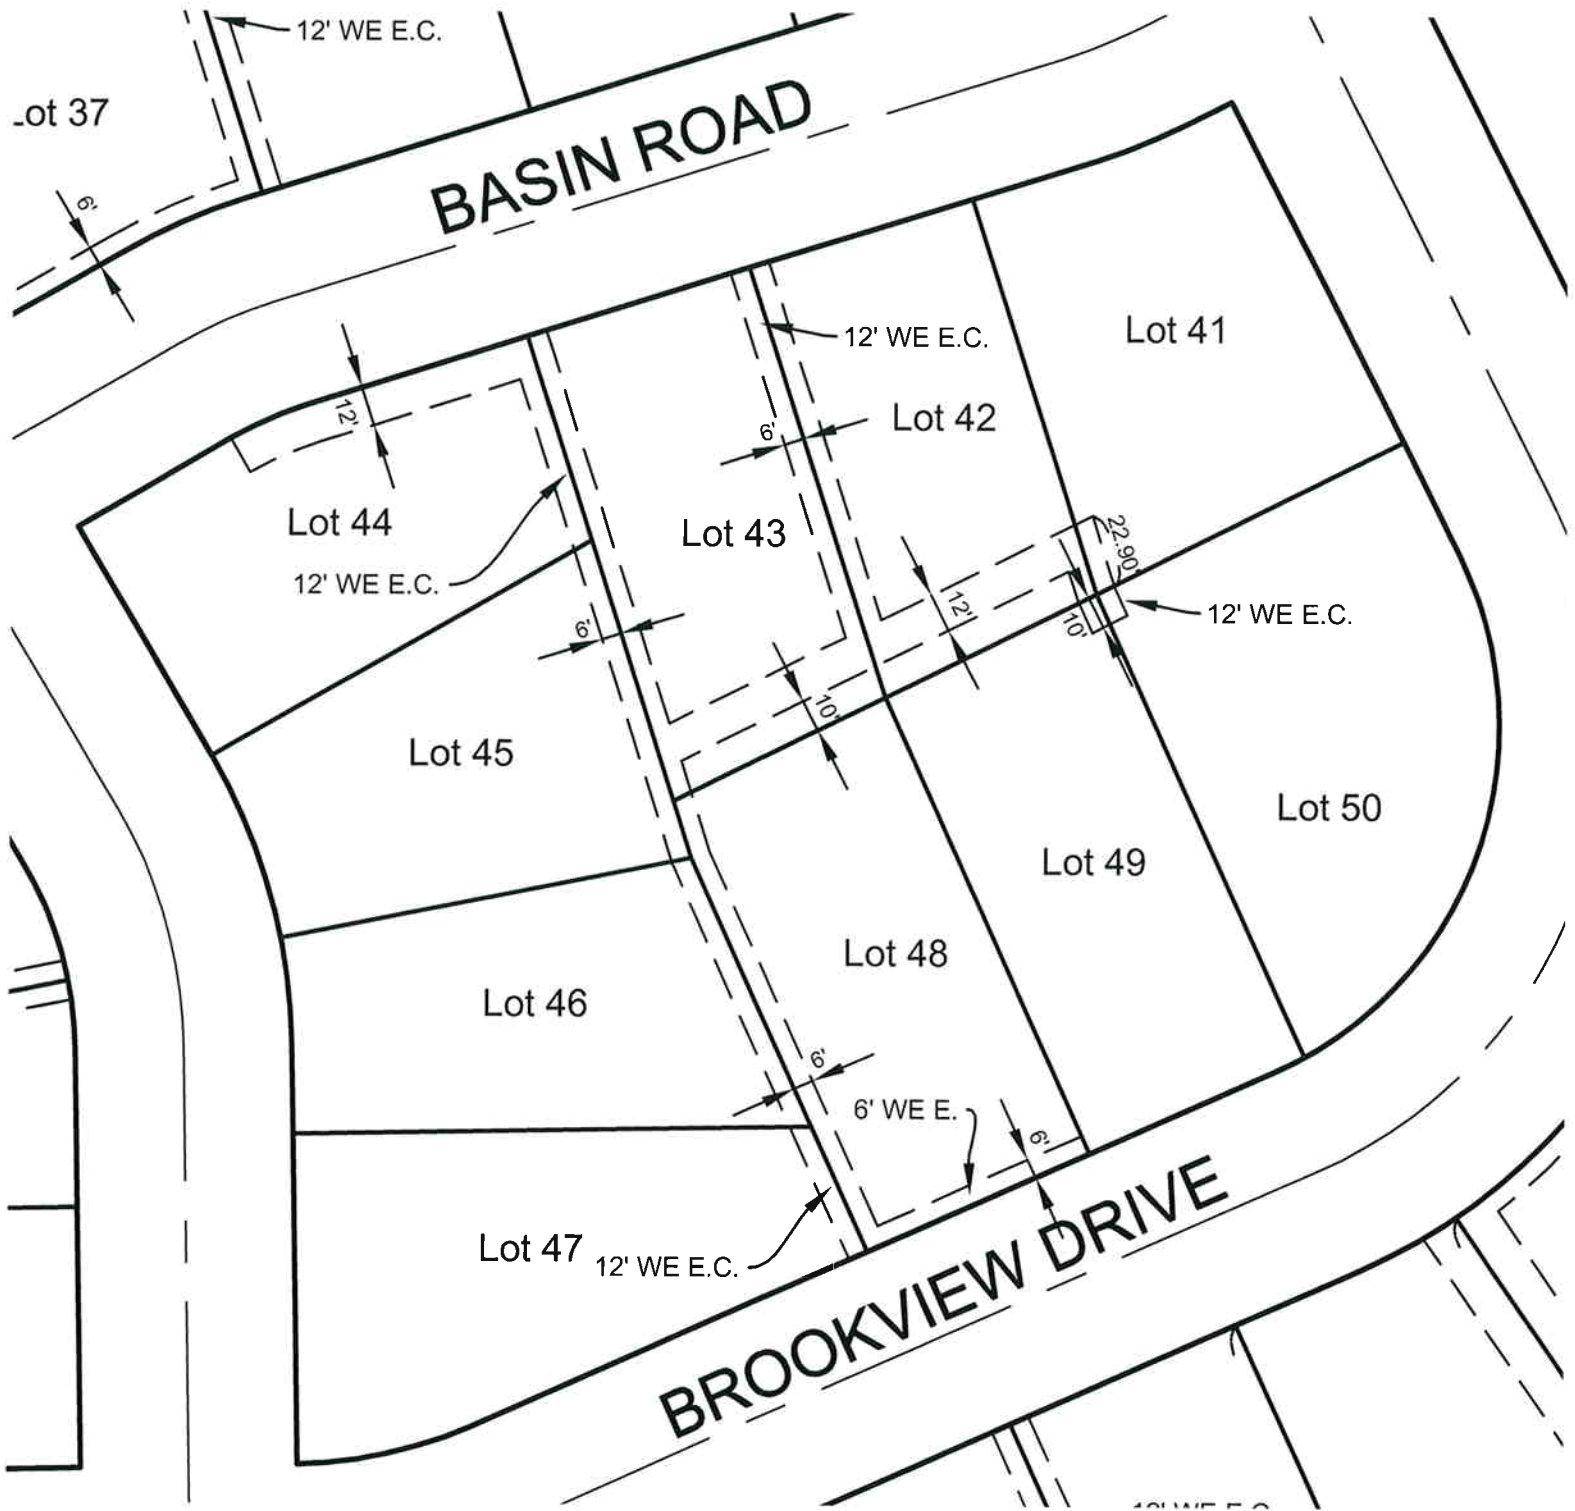 12' WE E.C.
Lot 37
6'
BASIN ROAD
12' WE E.C.
Lot 41
12'
Lot 42
6'
Lot 44
Lot 43
22.90'
12' WE E.C.
12'
12' WE E.C.
10'
6'
10'
Lot 45
Lot 50
Lot 49
Lot 48
Lot 46
6'
6' WE E.
6'
Lot 47
12' WE E.C.
BROOKVIEW DRIVE